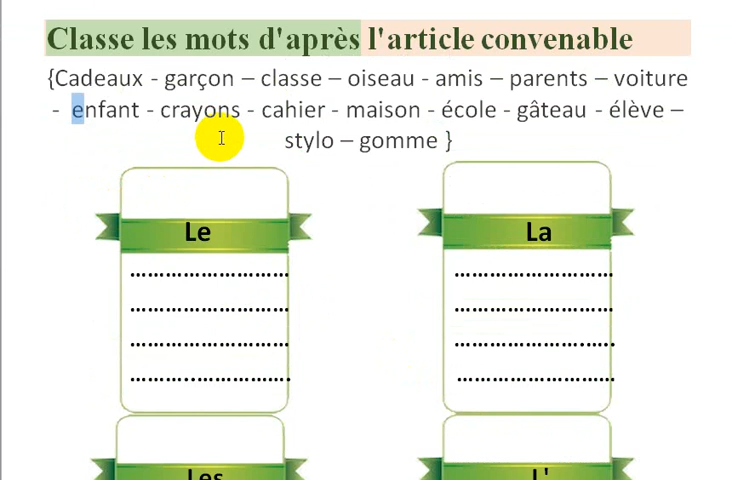 Classe les mots d'après l'article convenable
{Cadeaux - garçon – classe – oiseau - amis – parents – voiture
- enfant - crayons - cahier - maison - école - gâteau - élève –
stylo – gomme }
Le
La
………………………
………………………
………………………
………………………
………………………
………………………
………………………
………………………
Les
L'